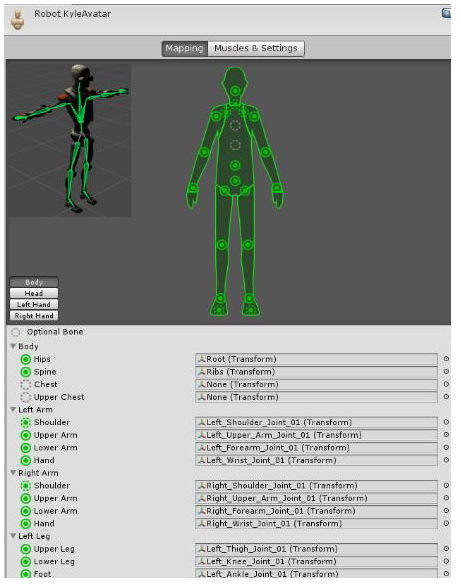 Robot KyleAvatar
Mapping Muscles & Settings
Body
Head
Left Hand
Right Hand
Optional Bone
Body
Hips Root (Transform)
Spine Ribs (Transform)
Chest None (Transform)
Upper Chest None (Transform)
Left Arm
Shoulder Left_Shoulder_Joint_01 (Transform)
Upper Arm Left_Upper_Arm_Joint_01 (Transform)
Lower Arm Left_Forearm_Joint_01 (Transform)
Hand Left_Wrist_Joint_01 (Transform)
Right Arm
Shoulder Right_Shoulder_Joint_01 (Transform)
Upper Arm Right_Upper_Arm_Joint_01 (Transform)
Lower Arm Right_Forearm_Joint_01 (Transform)
Hand Right_Wrist_Joint_01 (Transform)
Left Leg
Upper Leg Left_Thigh_Joint_01 (Transform)
Lower Leg Left_Knee_Joint_01 (Transform)
Foot Left_Ankle_Joint_01 (Transform)